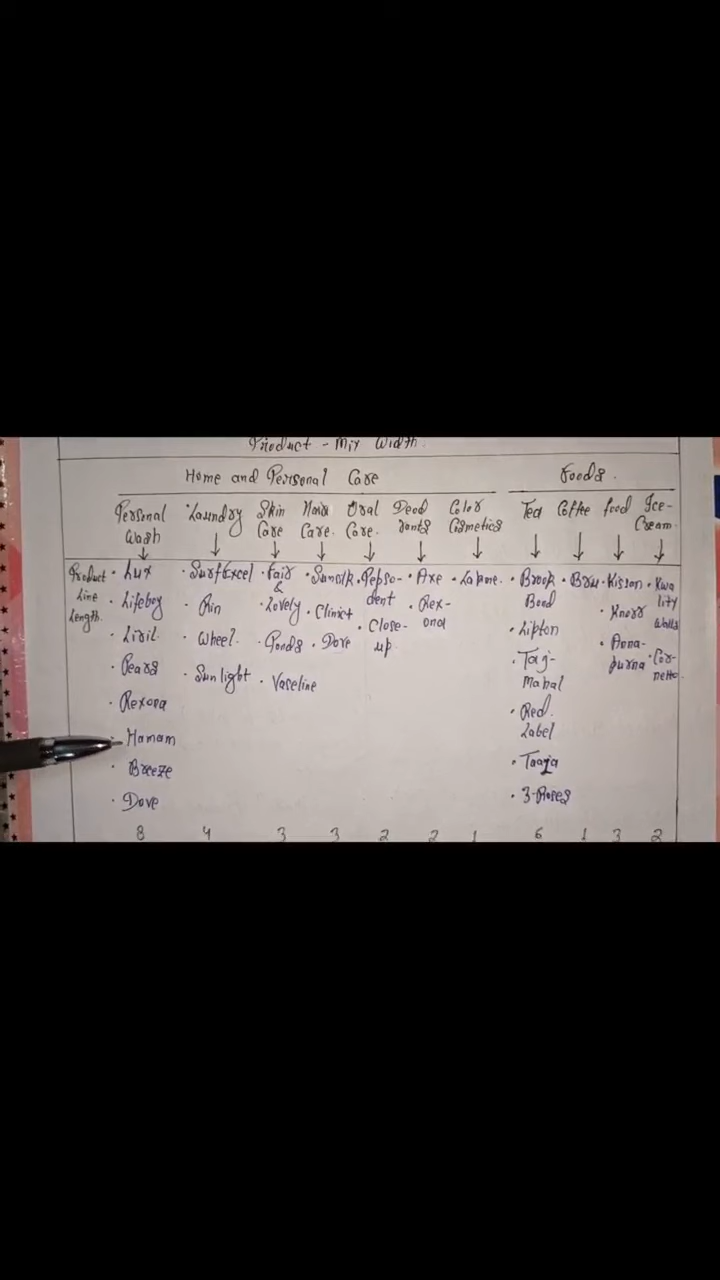 Product - Mix Width.
Home and Personal Care
Foods.
Personal Wash
Laundry
Skin Care
Hair Care.
Oral Care.
Deodorants
Color Cosmetics
Tea
Coffee
food
Ice-Cream.
Product Line Length.
· Lux
· Lifeboy
· Liril
· Pears
· Rexona
· Hamam
· Breeze
· Dove
8
· Surf Excel
· Rin
· Wheel.
· Sunlight
4
· Fair & Lovely
· Ponds
· Vaseline
3
· Sunsilk
· Clinic+
· Dove
3
· Pepsodent
· Close-up
2
· Axe
· Rexona
2
· Lakme.
1
· Brook Bond
· Lipton
· Taj-Mahal
· Red Label
· Taaja
· 3-Roses
6
· Bru
1
· Kissan
· Knorr
· Annapurna
3
· Kwality Walls
· Cornetto
2